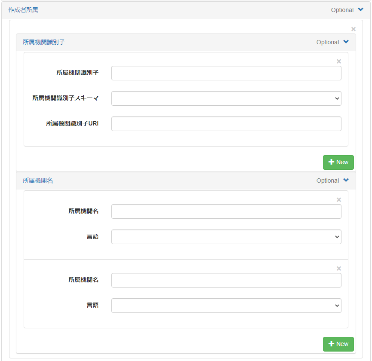 作成者所属 Optional
所属機関識別子 Optional
所属機関識別子
所属機関識別子スキーマ
所属機関識別子URI
+ New
所属機関名 Optional
所属機関名
言語
所属機関名
言語
+ New